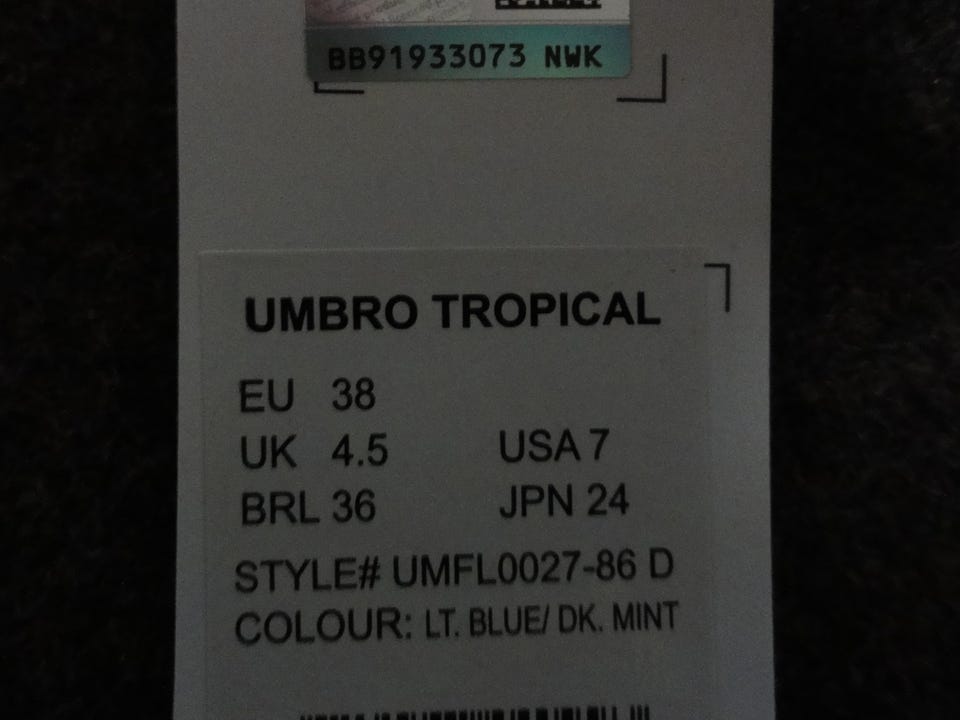 BB91933073 NWK
UMBRO TROPICAL
EU 38
UK 4.5 USA 7
BRL 36 JPN 24
STYLE# UMFL0027-86 D
COLOUR: LT. BLUE/ DK. MINT